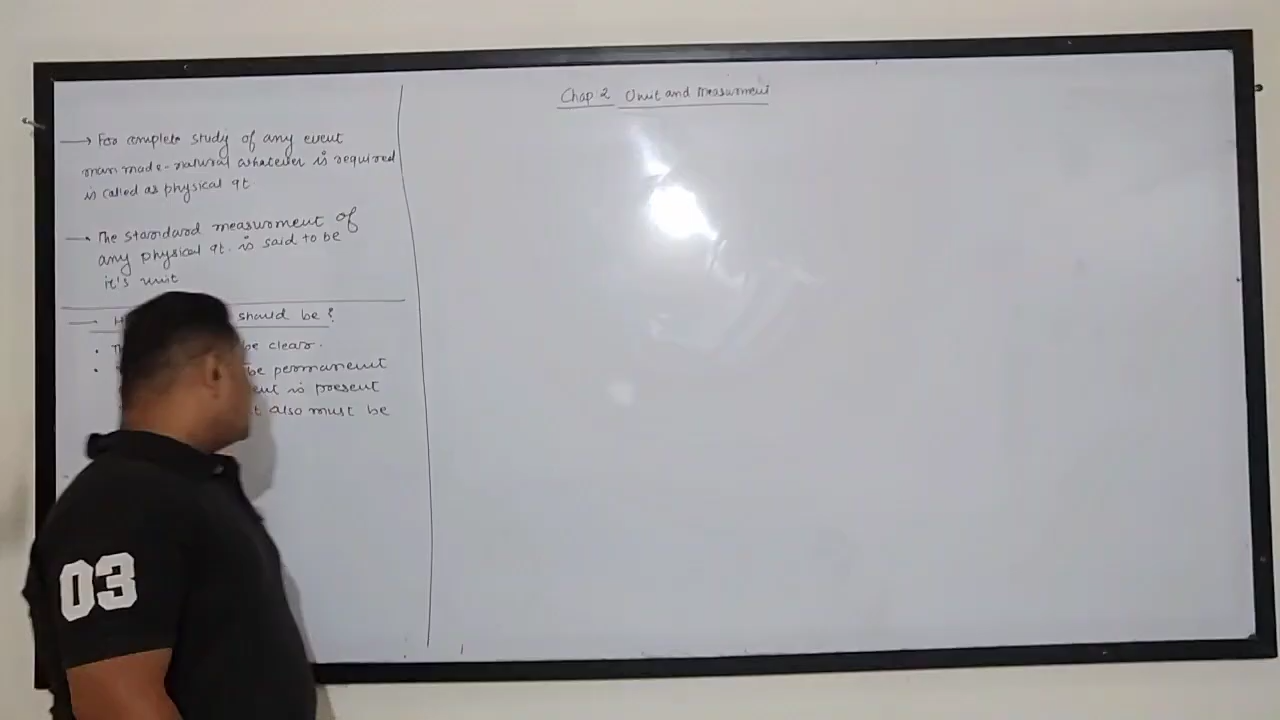 Chap 2 Unit and Measurment
→ For complete study of any event
man made-natural whatever is required
is called as physical qt
→ The standard measurment of
any physical qt. is said to be
it's unit
— should be?
• be clear.
• be permanent
is present
also must be
03